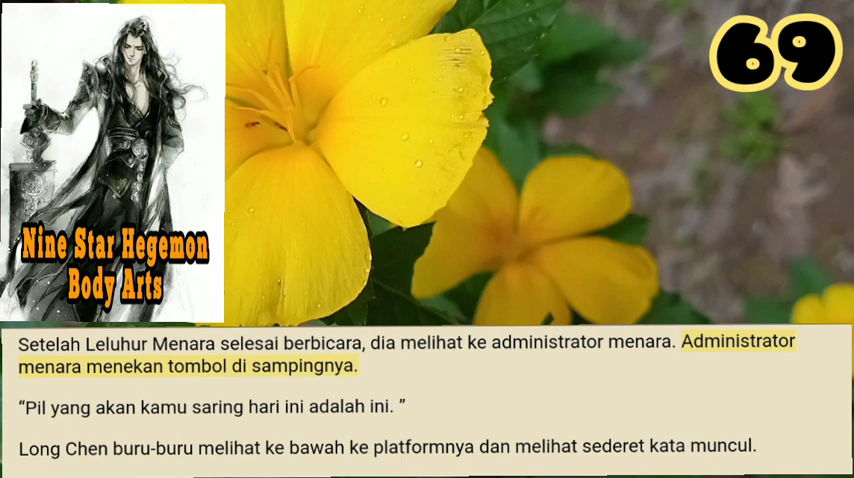 69
Nine Star Hegemon
Body Arts
Setelah Leluhur Menara selesai berbicara, dia melihat ke administrator menara. Administrator
menara menekan tombol di sampingnya.
“Pil yang akan kamu saring hari ini adalah ini. ”
Long Chen buru-buru melihat ke bawah ke platformnya dan melihat sederet kata muncul.